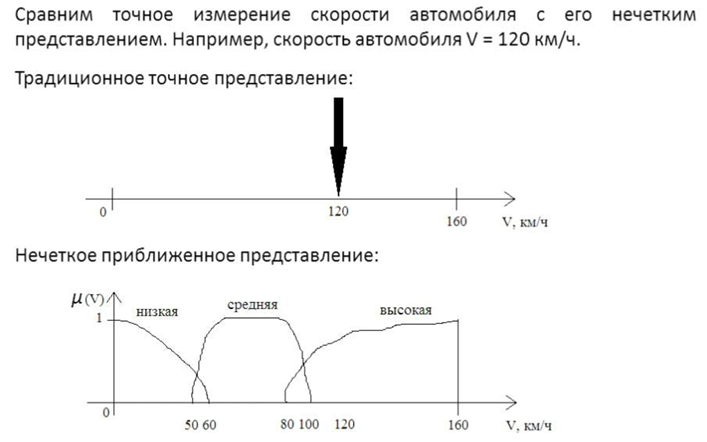 Сравним точное измерение скорости автомобиля с его нечетким
представлением. Например, скорость автомобиля V = 120 км/ч.
Традиционное точное представление:
0 120 160 V, км/ч
Нечеткое приближенное представление:
μ(V) низкая средняя высокая
1
0 50 60 80 100 120 160 V, км/ч